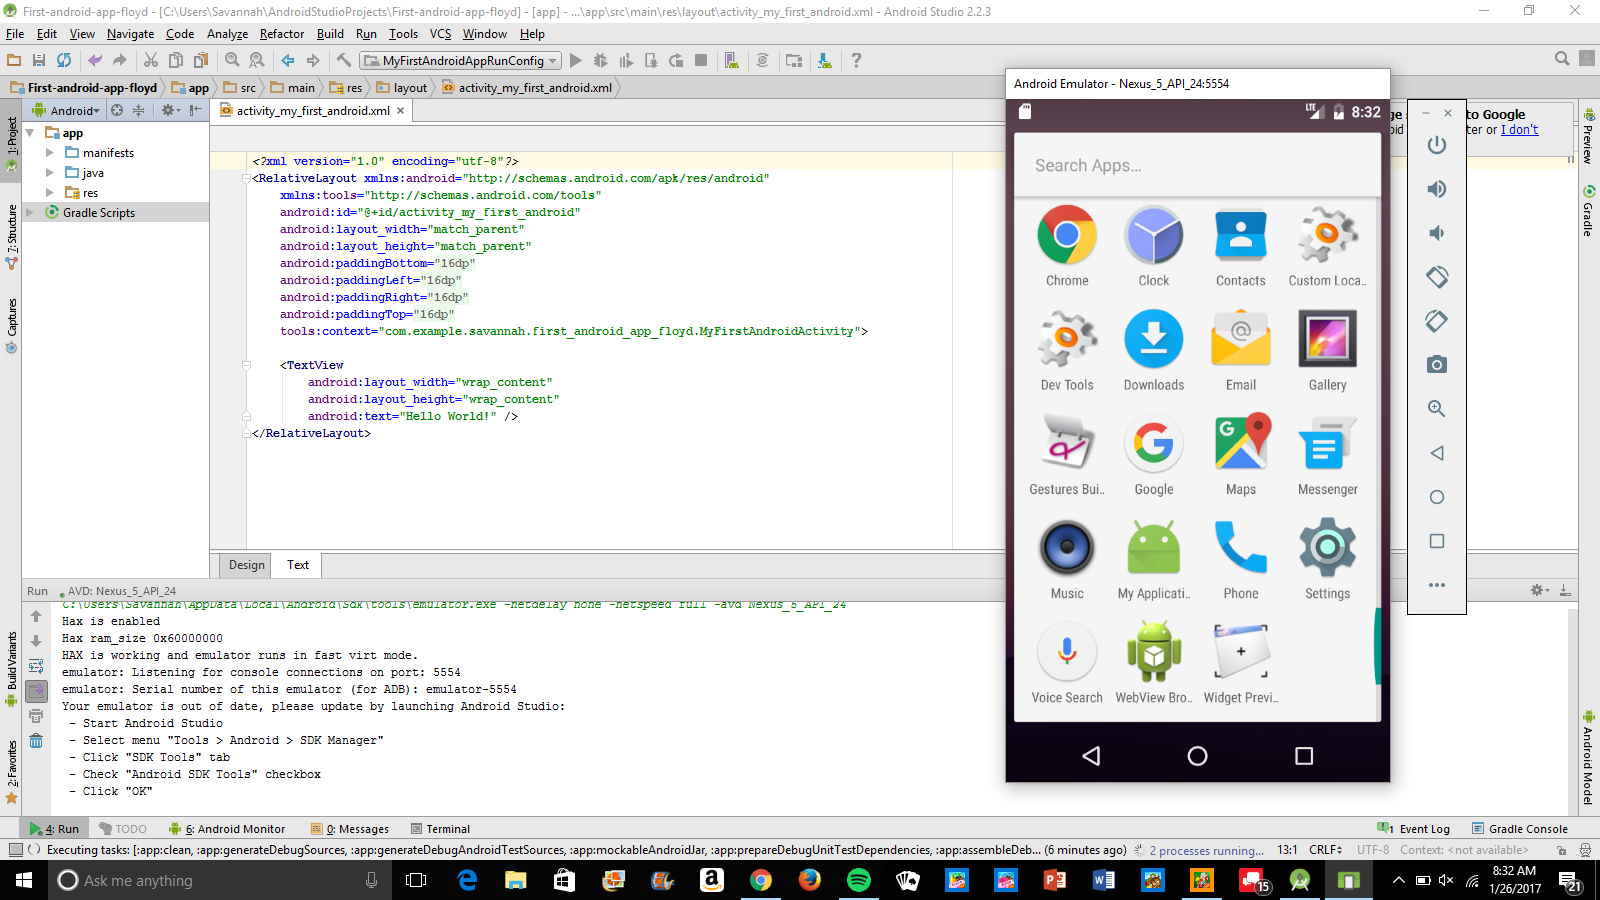 First-android-app-floyd - [C:\Users\Savannah\AndroidStudioProjects\First-android-app-floyd] - [app] - ...\app\src\main\res\layout\activity_my_first_android.xml - Android Studio 2.2.3
File Edit View Navigate Code Analyze Refactor Build Run Tools VCS Window Help
MyFirstAndroidAppRunConfig
First-android-app-floyd app src main res layout activity_my_first_android.xml
Android
activity_my_first_android.xml
1: Project
7: Structure
Captures
Build Variants
2: Favorites
app
manifests
java
res
Gradle Scripts
<?xml version="1.0" encoding="utf-8"?>
<RelativeLayout xmlns:android="http://schemas.android.com/apk/res/android"
xmlns:tools="http://schemas.android.com/tools"
android:id="@+id/activity_my_first_android"
android:layout_width="match_parent"
android:layout_height="match_parent"
android:paddingBottom="16dp"
android:paddingLeft="16dp"
android:paddingRight="16dp"
android:paddingTop="16dp"
tools:context="com.example.savannah.first_android_app_floyd.MyFirstAndroidActivity">
<TextView
android:layout_width="wrap_content"
android:layout_height="wrap_content"
android:text="Hello World!" />
</RelativeLayout>
Design Text
Android Emulator - Nexus_5_API_24:5554
LTE 8:32
Search Apps...
Chrome Clock Contacts Custom Loca..
Dev Tools Downloads Email Gallery
Gestures Bui.. Google Maps Messenger
Music My Applicati.. Phone Settings
Voice Search WebView Bro.. Widget Previ..
to Google
or I don't
Preview
Gradle
Android Model
Run AVD: Nexus_5_API_24
C:\Users\Savannah\AppData\Local\Android\Sdk\tools\emulator.exe -netdelay none -netspeed full -avd Nexus_5_API_24
Hax is enabled
Hax ram_size 0x60000000
HAX is working and emulator runs in fast virt mode.
emulator: Listening for console connections on port: 5554
emulator: Serial number of this emulator (for ADB): emulator-5554
Your emulator is out of date, please update by launching Android Studio:
- Start Android Studio
- Select menu "Tools > Android > SDK Manager"
- Click "SDK Tools" tab
- Check "Android SDK Tools" checkbox
- Click "OK"
4: Run TODO 6: Android Monitor 0: Messages Terminal 1 Event Log Gradle Console
Executing tasks: [:app:clean, :app:generateDebugSources, :app:generateDebugAndroidTestSources, :app:mockableAndroidJar, :app:prepareDebugUnitTestDependencies, :app:assembleDeb... (6 minutes ago) 2 processes running... 13:1 CRLF UTF-8 Context: <not available>
Ask me anything
15
8:32 AM
1/26/2017
21